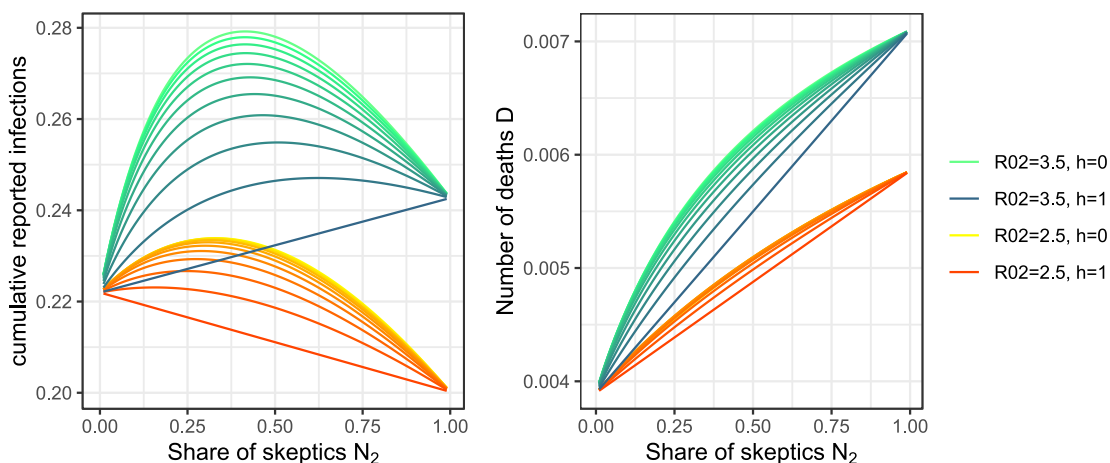 cumulative reported infections
0.28
0.26
0.24
0.22
0.20
0.00 0.25 0.50 0.75 1.00
Share of skeptics N₂
Number of deaths D
0.007
0.006
0.005
0.004
0.00 0.25 0.50 0.75 1.00
Share of skeptics N₂
R02=3.5, h=0
R02=3.5, h=1
R02=2.5, h=0
R02=2.5, h=1